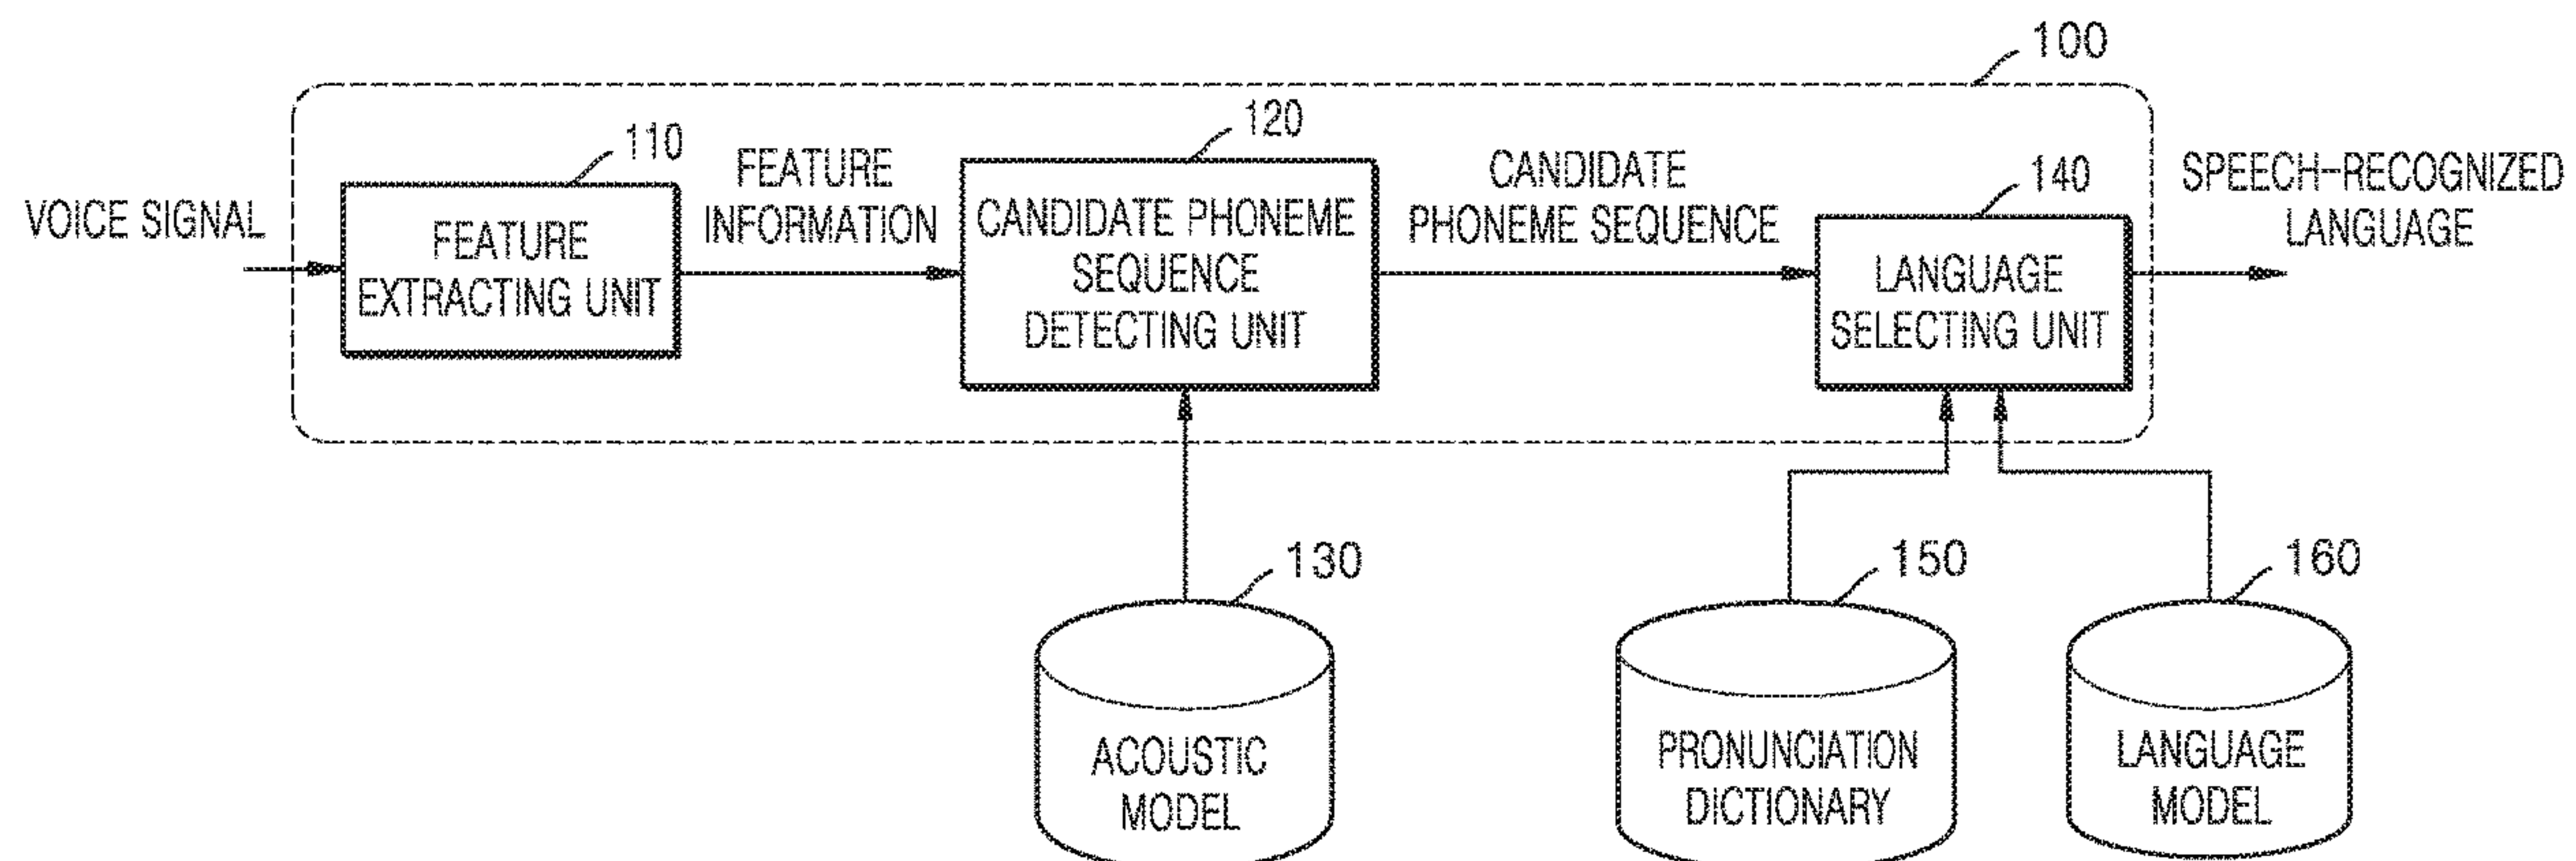 100
110
FEATURE
INFORMATION
120
CANDIDATE
PHONEME SEQUENCE
140
SPEECH-RECOGNIZED
LANGUAGE
VOICE SIGNAL
FEATURE
EXTRACTING UNIT
CANDIDATE PHONEME
SEQUENCE
DETECTING UNIT
LANGUAGE
SELECTING UNIT
130
150
160
ACOUSTIC
MODEL
PRONUNCIATION
DICTIONARY
LANGUAGE
MODEL